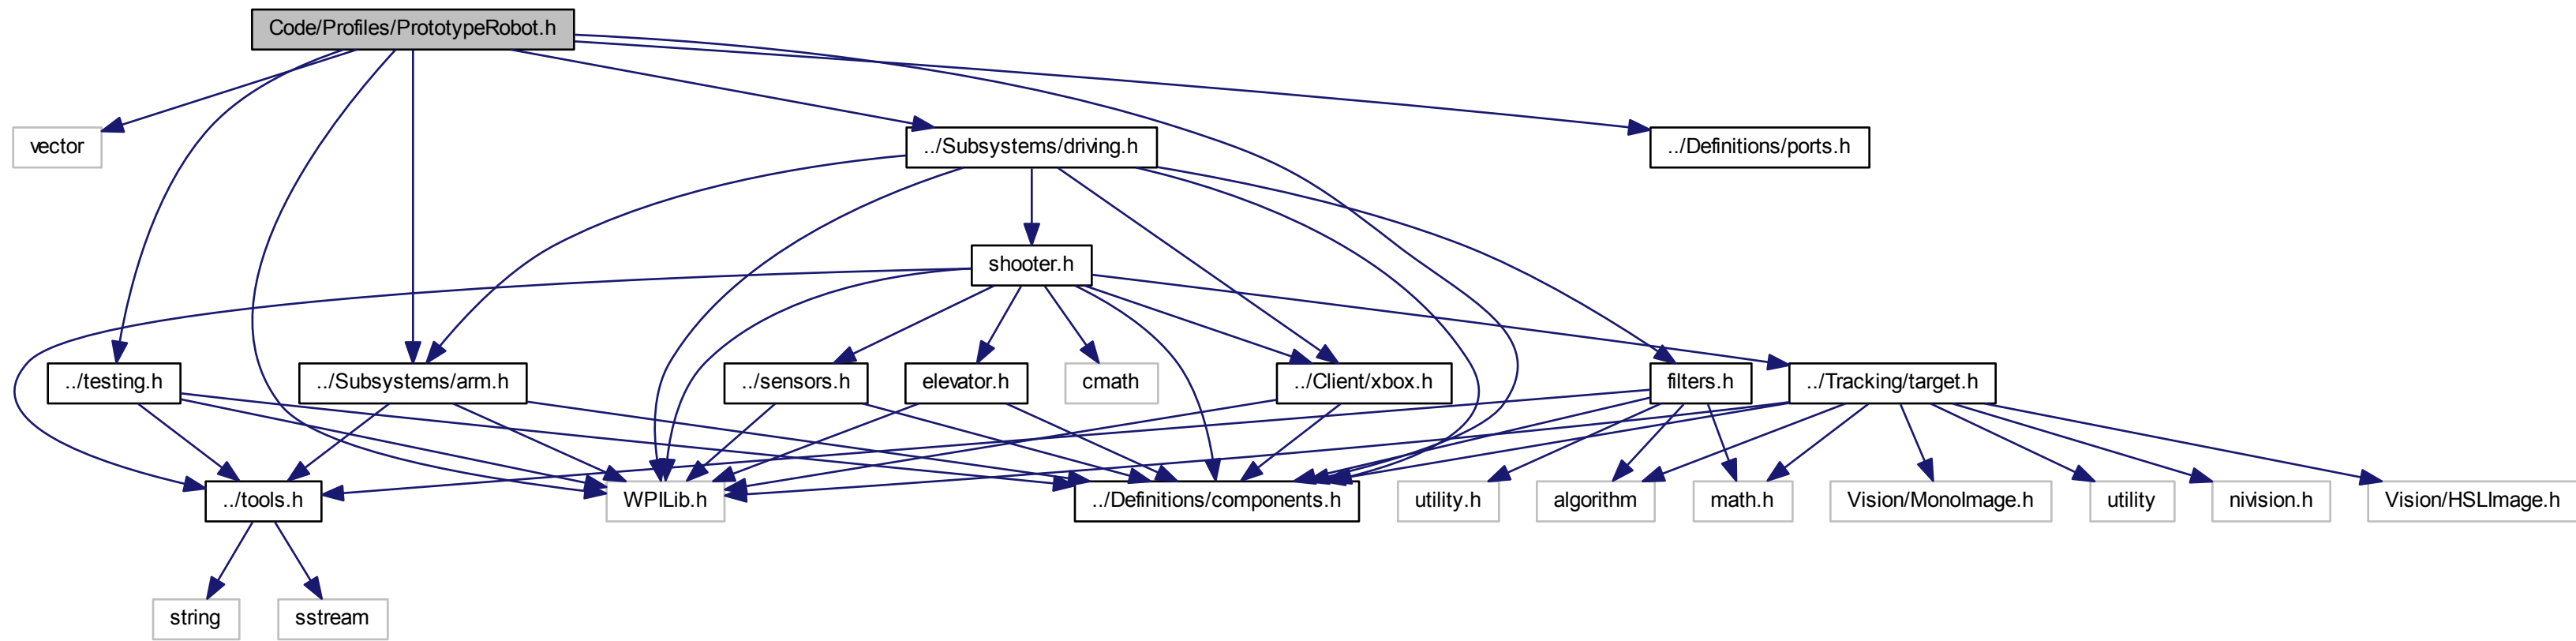 Code/Profiles/PrototypeRobot.h
vector
../Subsystems/driving.h
../Definitions/ports.h
shooter.h
../testing.h
../Subsystems/arm.h
../sensors.h
elevator.h
cmath
../Client/xbox.h
filters.h
../Tracking/target.h
../tools.h
WPILib.h
../Definitions/components.h
utility.h
algorithm
math.h
Vision/MonoImage.h
utility
nivision.h
Vision/HSLImage.h
string
sstream